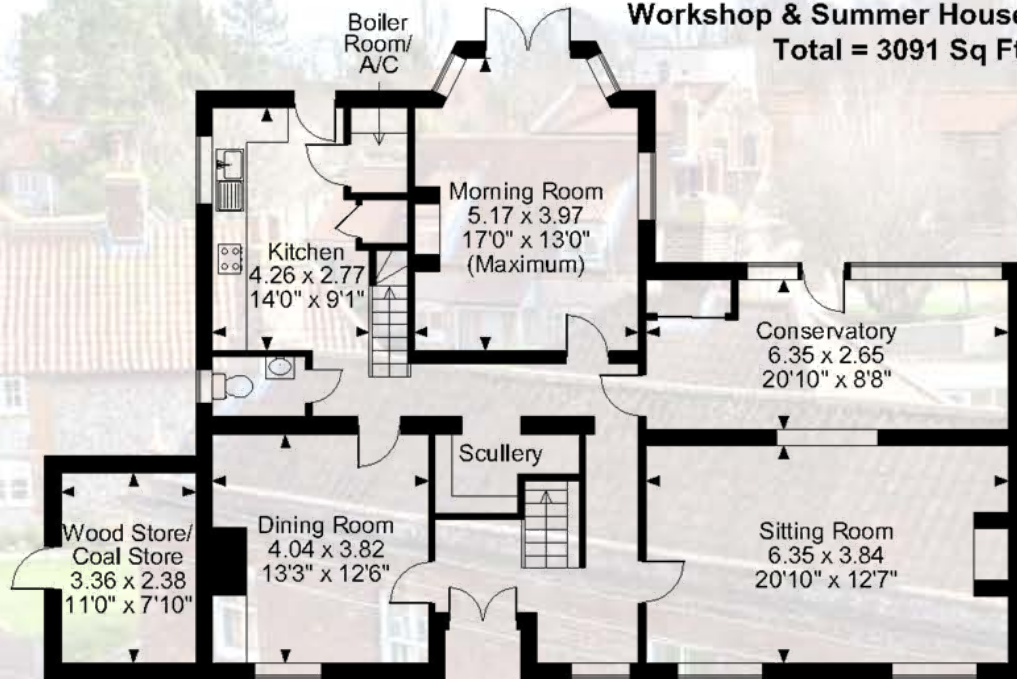 Workshop & Summer House
Total = 3091 Sq Ft
Boiler
Room/
A/C
Morning Room
5.17 x 3.97
17'0" x 13'0"
(Maximum)
Kitchen
4.26 x 2.77
14'0" x 9'1"
Conservatory
6.35 x 2.65
20'10" x 8'8"
Scullery
Wood Store/
Coal Store
3.36 x 2.38
11'0" x 7'10"
Dining Room
4.04 x 3.82
13'3" x 12'6"
Sitting Room
6.35 x 3.84
20'10" x 12'7"